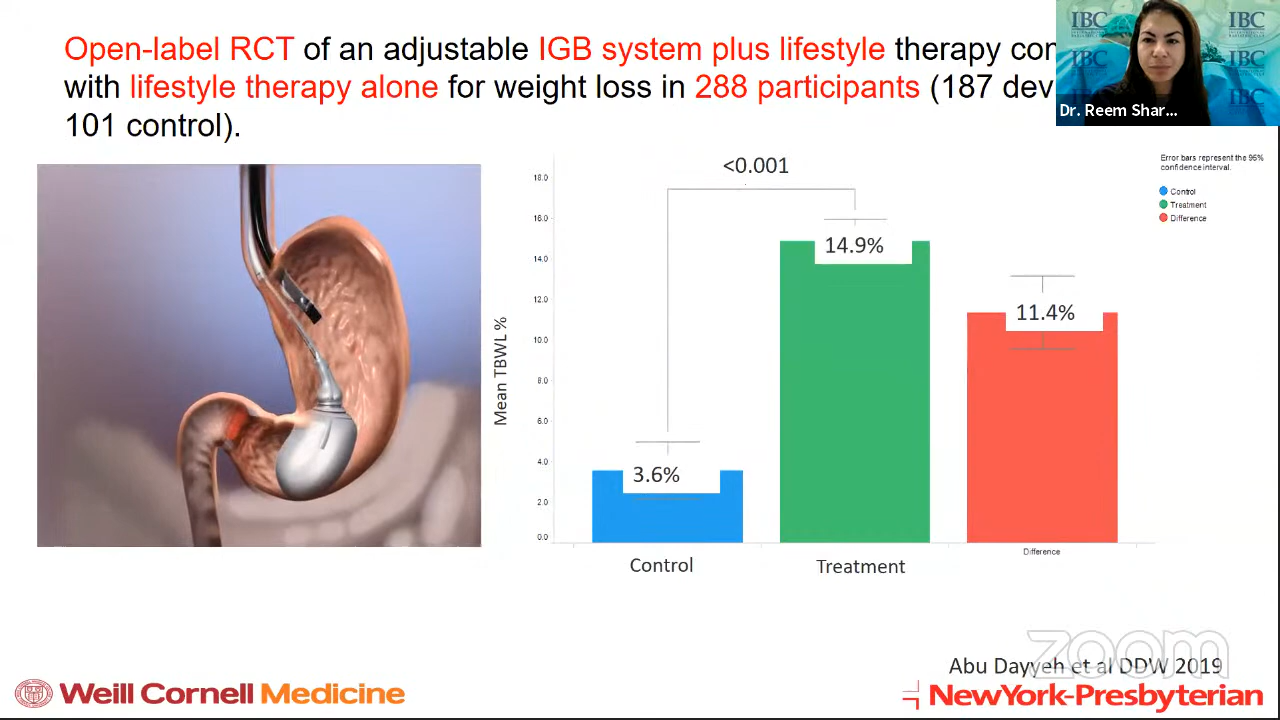 Open-label RCT of an adjustable IGB system plus lifestyle therapy con
with lifestyle therapy alone for weight loss in 288 participants (187 dev
101 control).
IBC
IBC
IBC
IBC
IBC
Dr. Reem Shar...
<0.001
Error bars represent the 95% confidence interval.
Control
Treatment
Difference
Mean TBWL %
18.0
16.0
14.0
12.0
10.0
8.0
6.0
4.0
2.0
0.0
3.6%
14.9%
11.4%
Control
Treatment
Difference
zoom
Abu Dayyeh et al DDW 2019
Weill Cornell Medicine
NewYork-Presbyterian